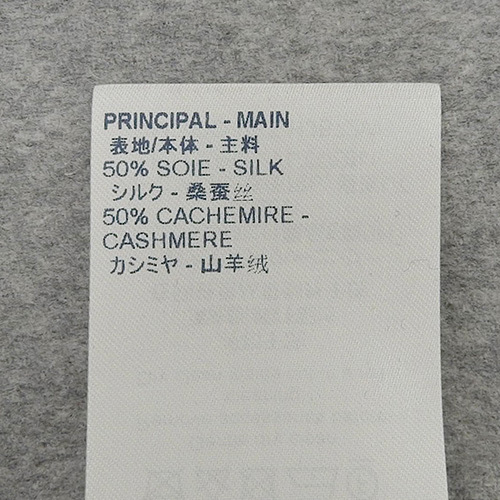 PRINCIPAL - MAIN
表地/本体 - 主料
50% SOIE - SILK
シルク - 桑蚕丝
50% CACHEMIRE -
CASHMERE
カシミヤ - 山羊绒